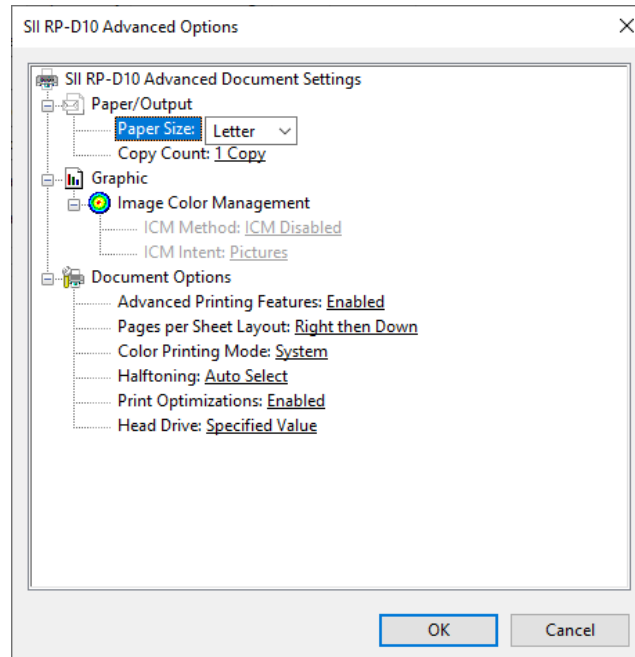 SII RP-D10 Advanced Options
SII RP-D10 Advanced Document Settings
Paper/Output
Paper Size: Letter
Copy Count: 1 Copy
Graphic
Image Color Management
ICM Method: ICM Disabled
ICM Intent: Pictures
Document Options
Advanced Printing Features: Enabled
Pages per Sheet Layout: Right then Down
Color Printing Mode: System
Halftoning: Auto Select
Print Optimizations: Enabled
Head Drive: Specified Value
OK Cancel